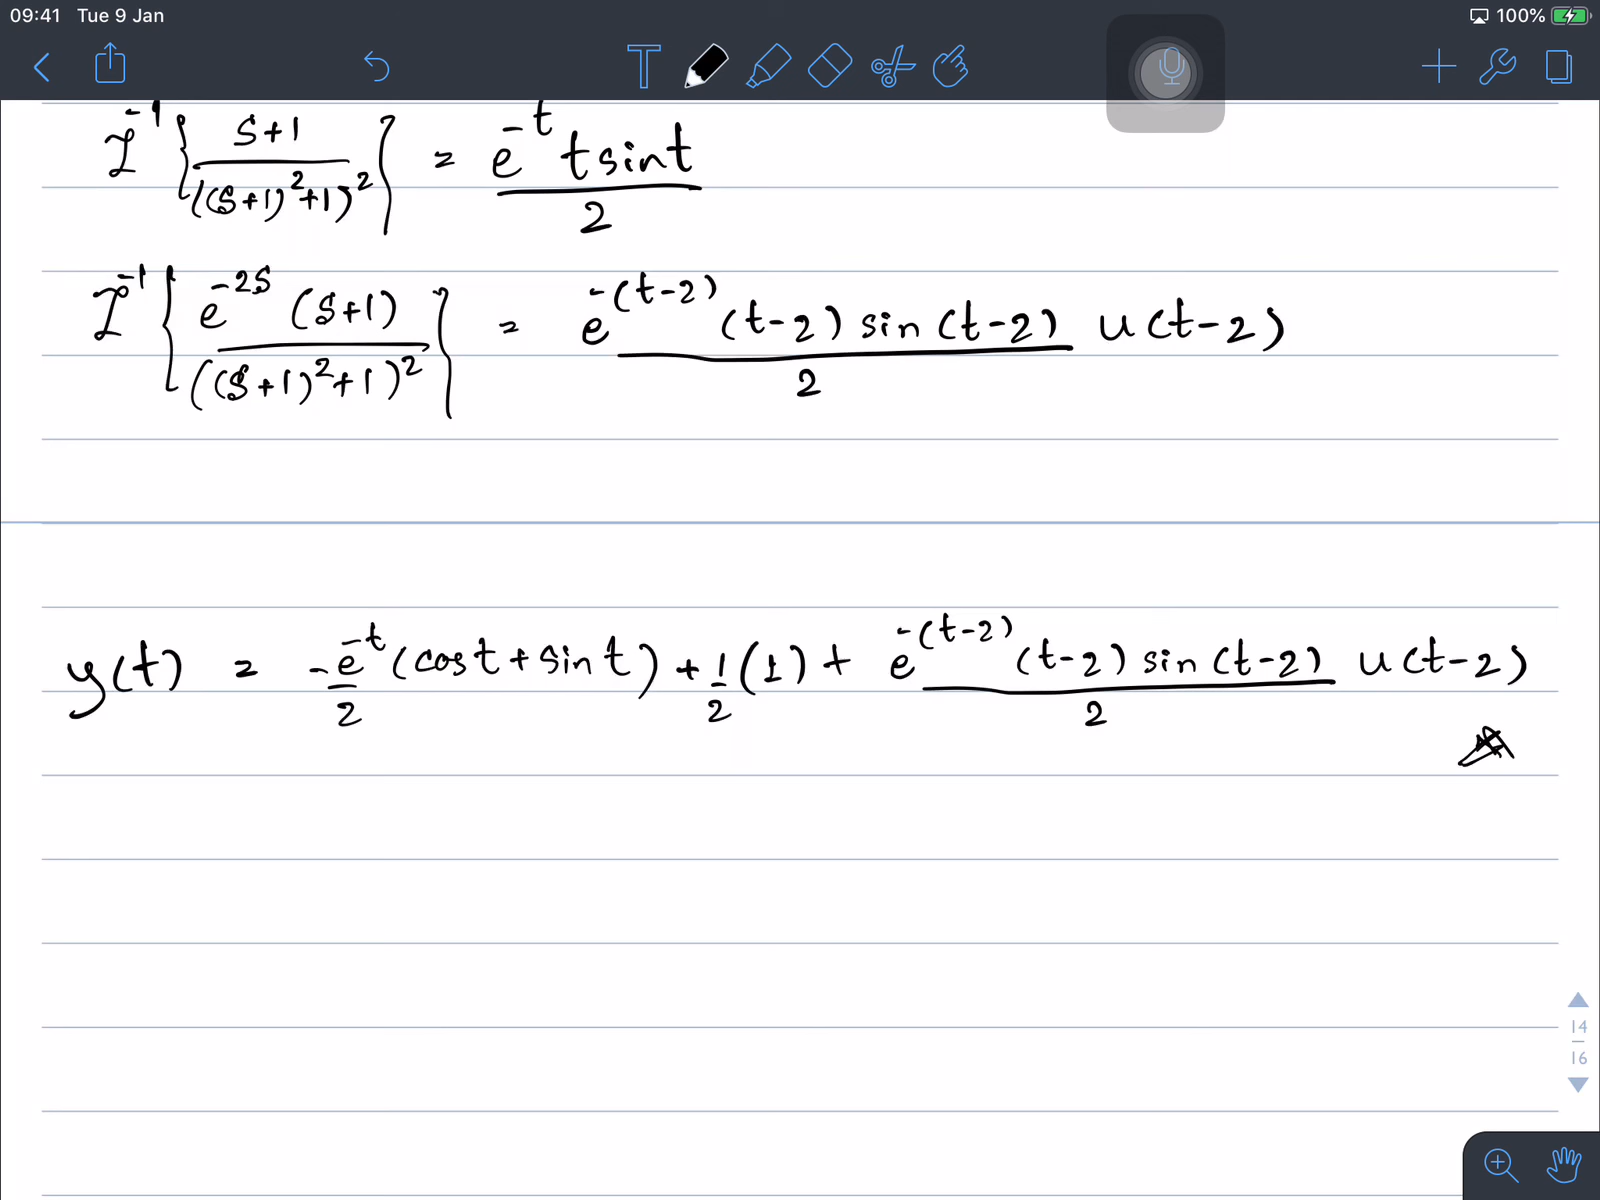 09:41 Tue 9 Jan 100%
T
ℒ⁻¹{ (s+1) / ((s+1)²+1)² } = e^(-t) t sin t / 2
ℒ⁻¹{ e^(-2s) (s+1) / ((s+1)²+1)² } = e^(-(t-2)) (t-2) sin (t-2) / 2 u(t-2)
y(t) = -e^(-t)/2 (cos t + sin t) + 1/2 (1) + e^(-(t-2)) (t-2) sin (t-2) / 2 u(t-2)
14
16